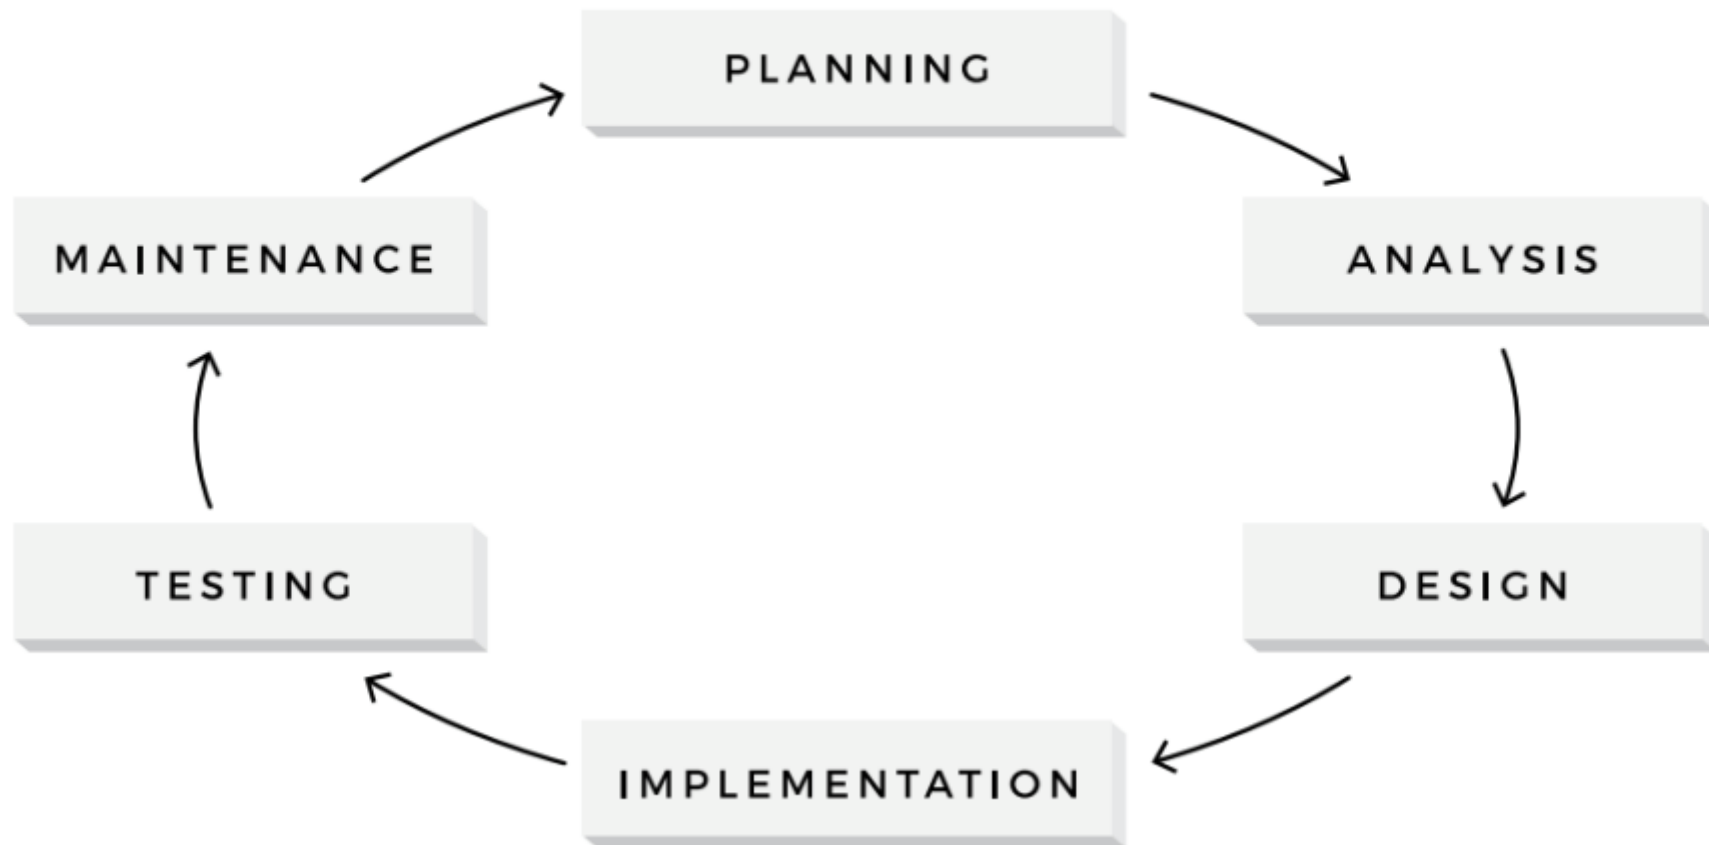 PLANNING
ANALYSIS
DESIGN
IMPLEMENTATION
TESTING
MAINTENANCE